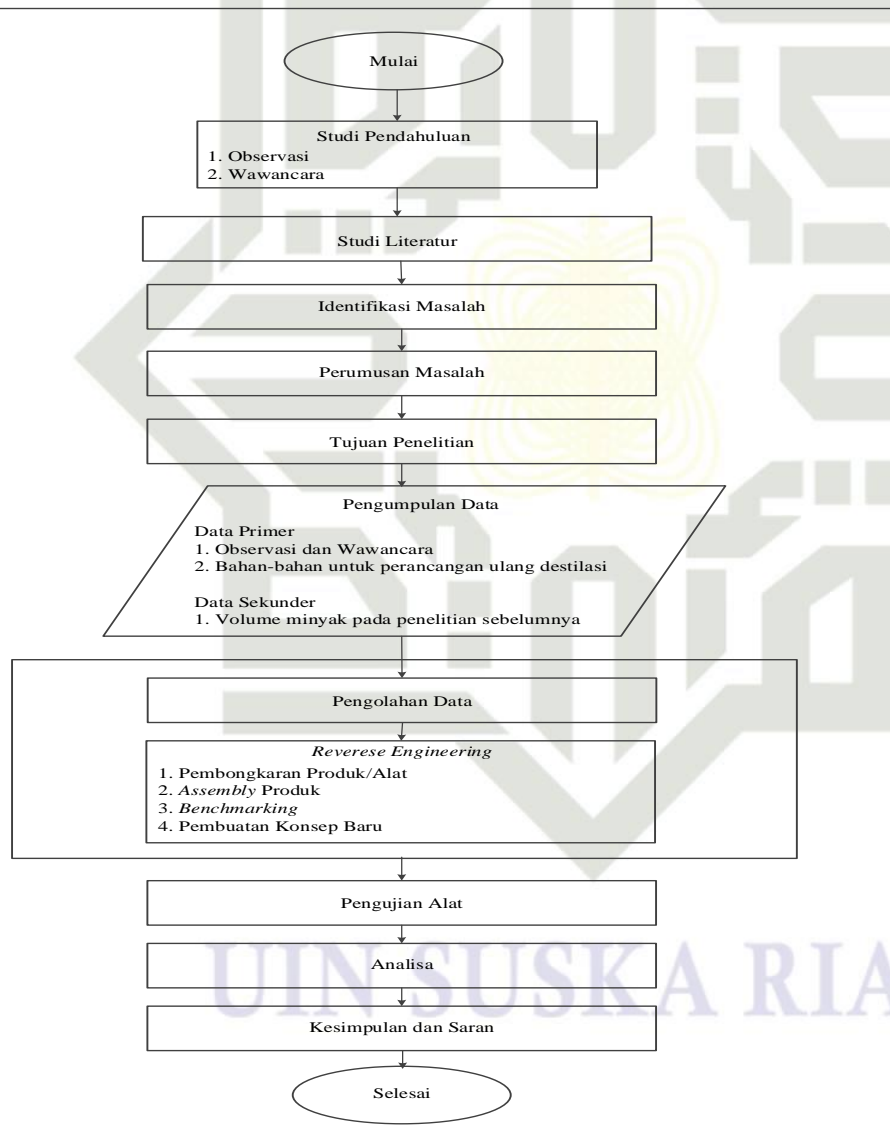 Mulai
Studi Pendahuluan
1. Observasi
2. Wawancara
Studi Literatur
Identifikasi Masalah
Perumusan Masalah
Tujuan Penelitian
Pengumpulan Data
Data Primer
1. Observasi dan Wawancara
2. Bahan-bahan untuk perancangan ulang destilasi
Data Sekunder
1. Volume minyak pada penelitian sebelumnya
Pengolahan Data
Reverese Engineering
1. Pembongkaran Produk/Alat
2. Assembly Produk
3. Benchmarking
4. Pembuatan Konsep Baru
Pengujian Alat
Analisa
UIN SUSKA RIA
Kesimpulan dan Saran
Selesai